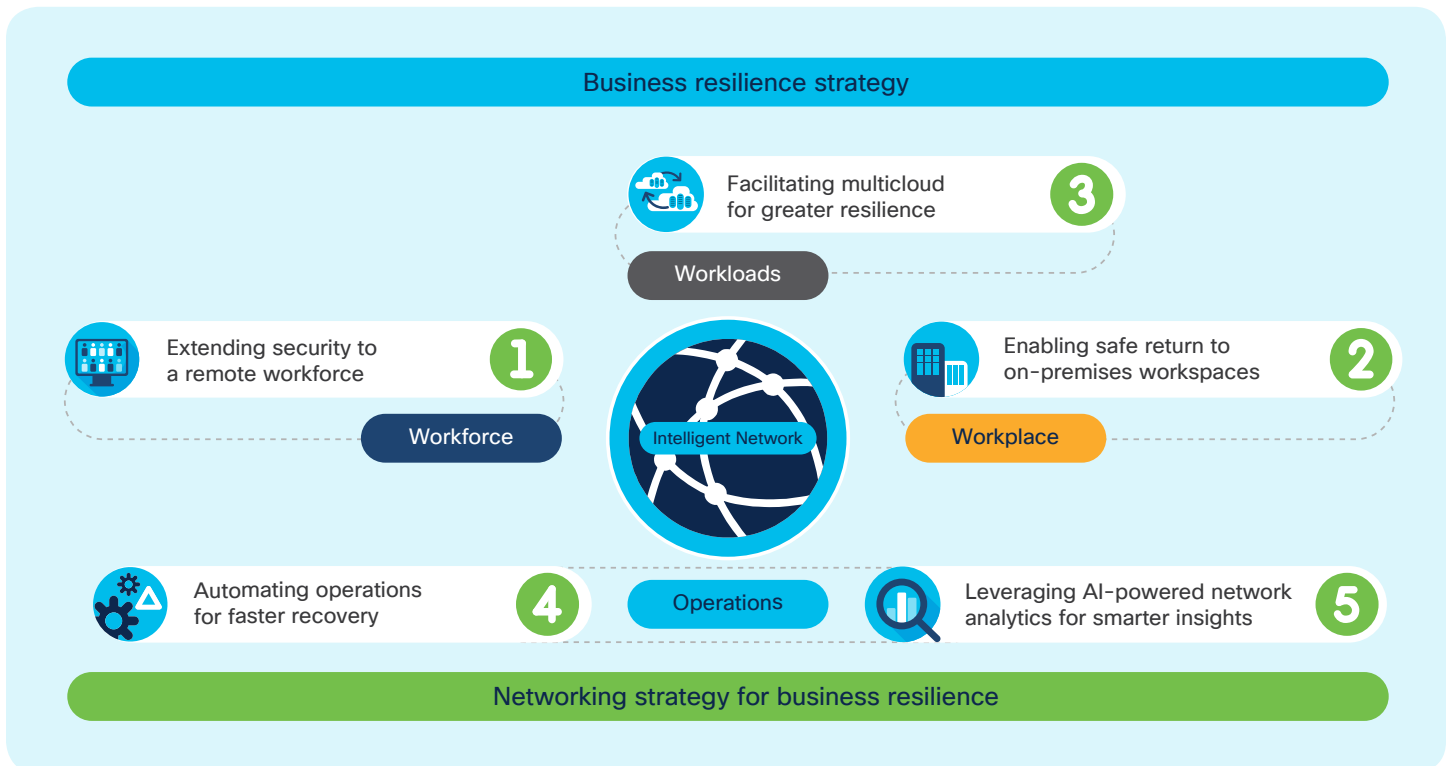 Business resilience strategy
Facilitating multicloud
for greater resilience
3
Workloads
Extending security to
a remote workforce
1
Workforce
Intelligent Network
Enabling safe return to
on-premises workspaces
2
Workplace
Automating operations
for faster recovery
4
Operations
Leveraging AI-powered network
analytics for smarter insights
5
Networking strategy for business resilience